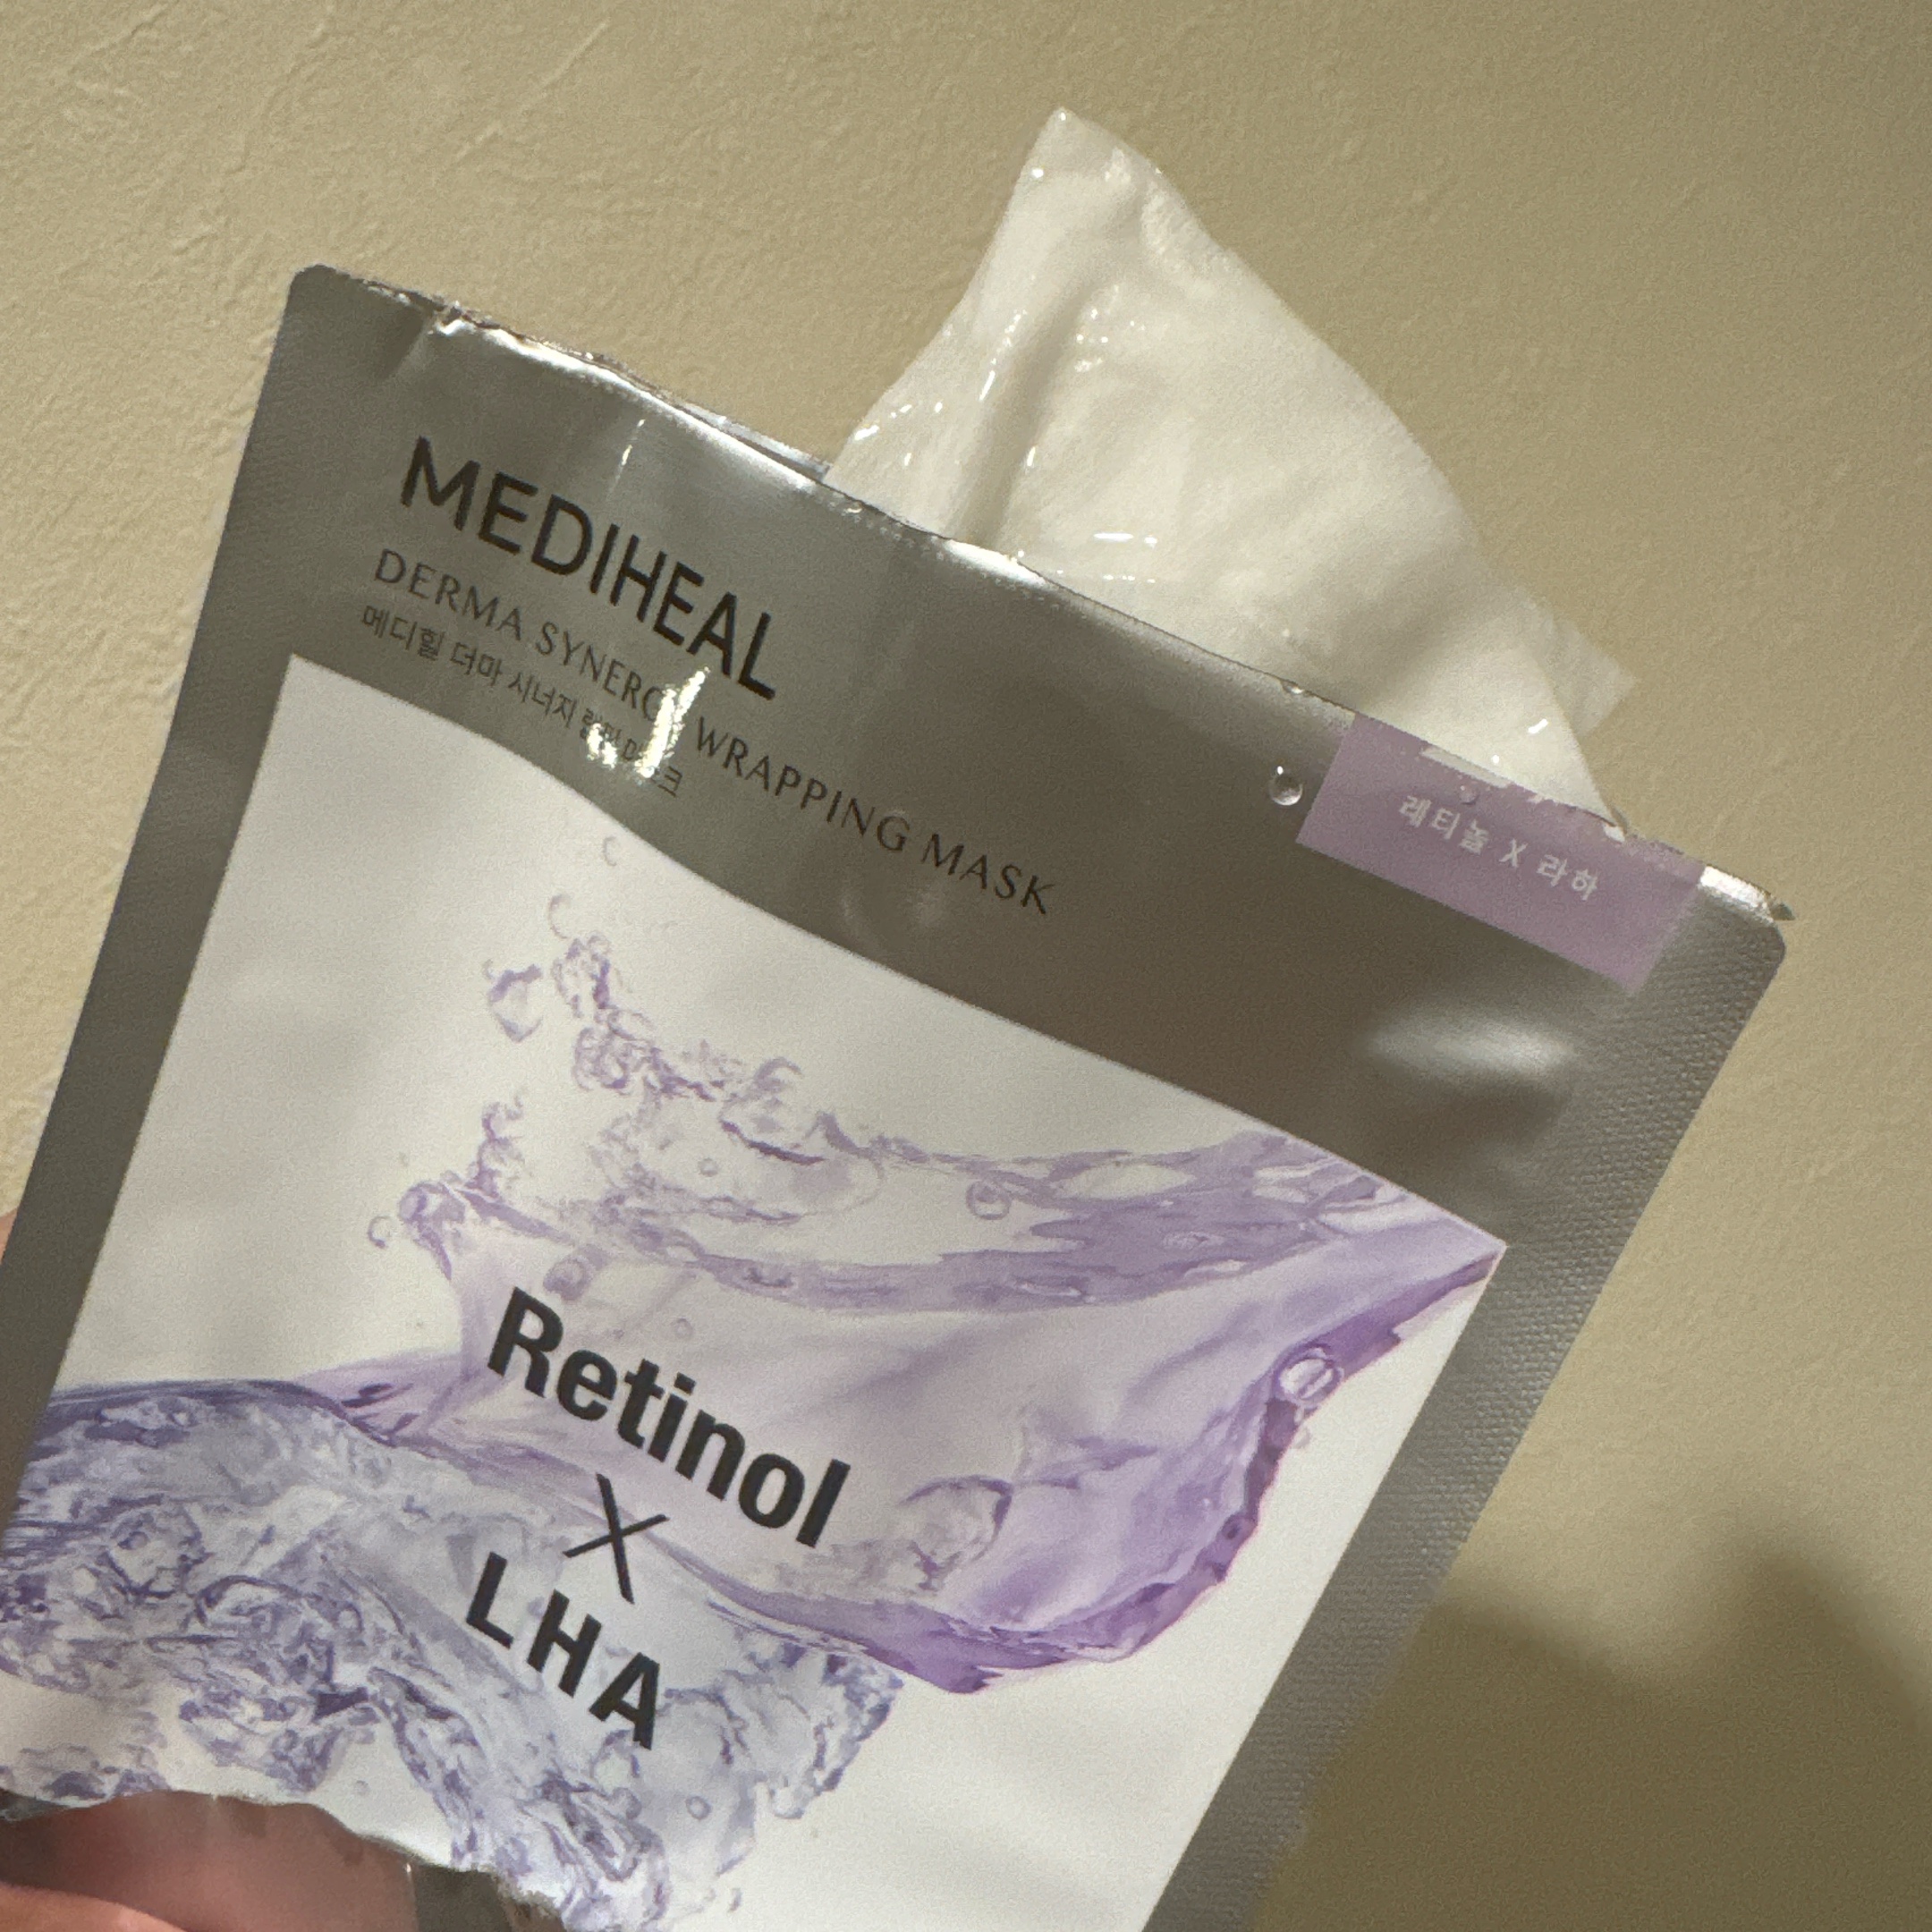 MEDIHEAL
DERMA SYNERGY WRAPPING MASK
메디힐 더마 시너지 랩핑 마스크
레티놀 X 라하
Retinol
X
LHA